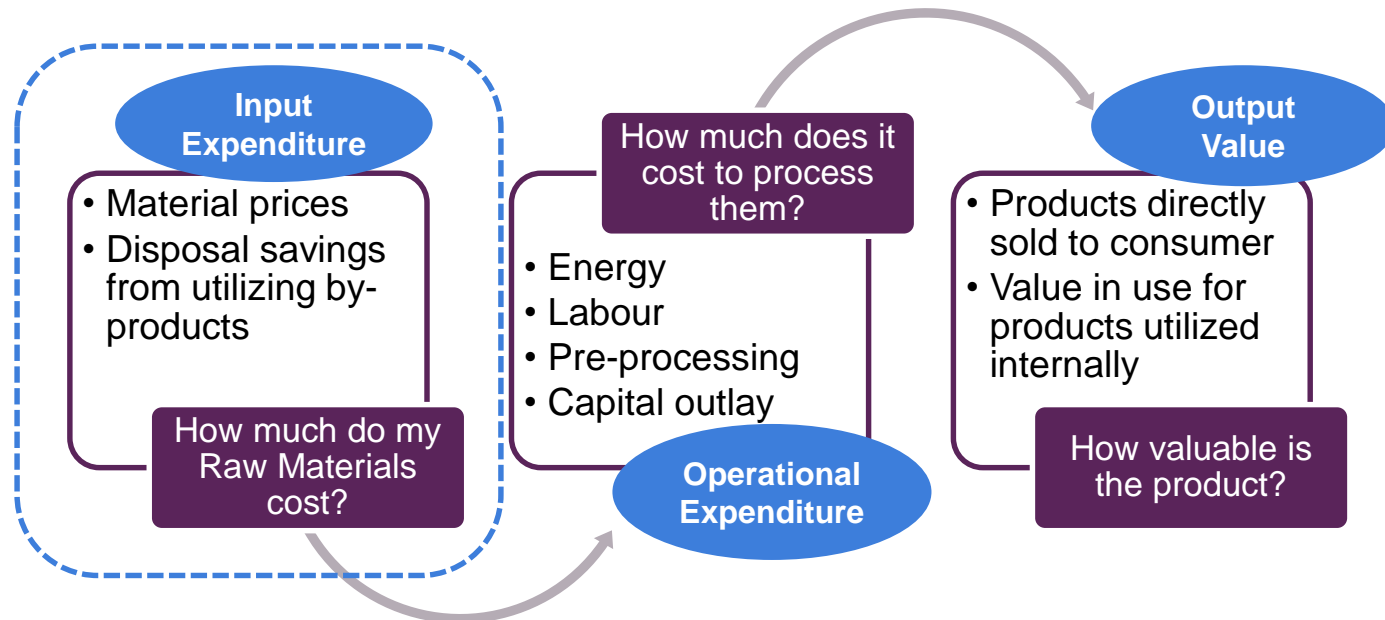 Input
Expenditure
• Material prices
• Disposal savings
from utilizing by-
products
How much do my
Raw Materials
cost?
How much does it
cost to process
them?
• Energy
• Labour
• Pre-processing
• Capital outlay
Operational
Expenditure
Output
Value
• Products directly
sold to consumer
• Value in use for
products utilized
internally
How valuable is
the product?